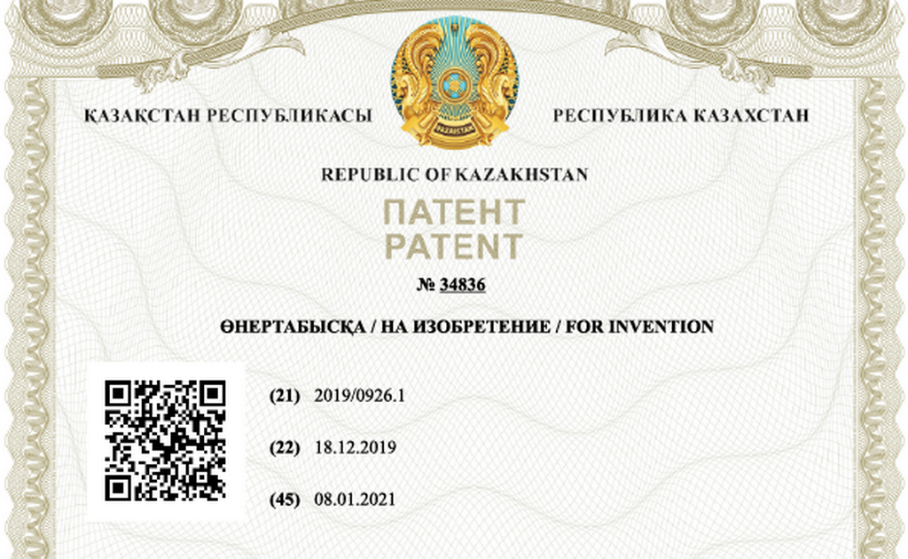 ҚАЗАҚСТАН РЕСПУБЛИКАСЫ
РЕСПУБЛИКА КАЗАХСТАН
QAZAQSTAN
REPUBLIC OF KAZAKHSTAN
ПАТЕНТ
PATENT
№ 34836
ӨНЕРТАБЫСҚА / НА ИЗОБРЕТЕНИЕ / FOR INVENTION
(21) 2019/0926.1
(22) 18.12.2019
(45) 08.01.2021